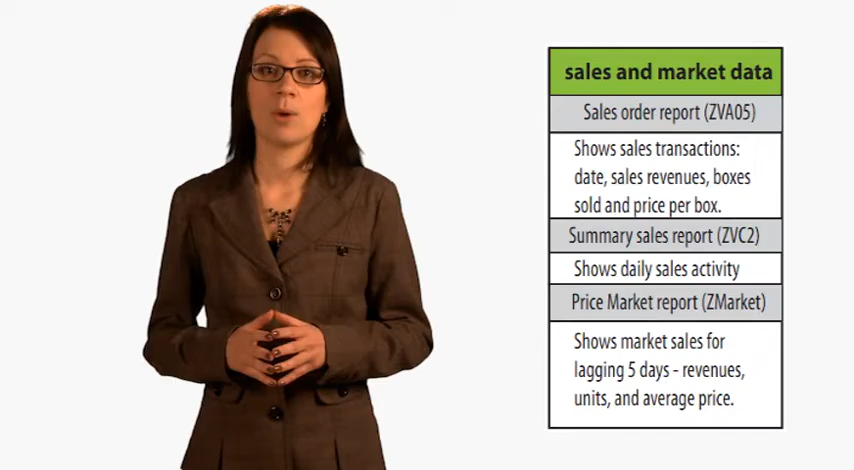 sales and market data
Sales order report (ZVA05)
Shows sales transactions:
date, sales revenues, boxes
sold and price per box.
Summary sales report (ZVC2)
Shows daily sales activity
Price Market report (ZMarket)
Shows market sales for
lagging 5 days - revenues,
units, and average price.